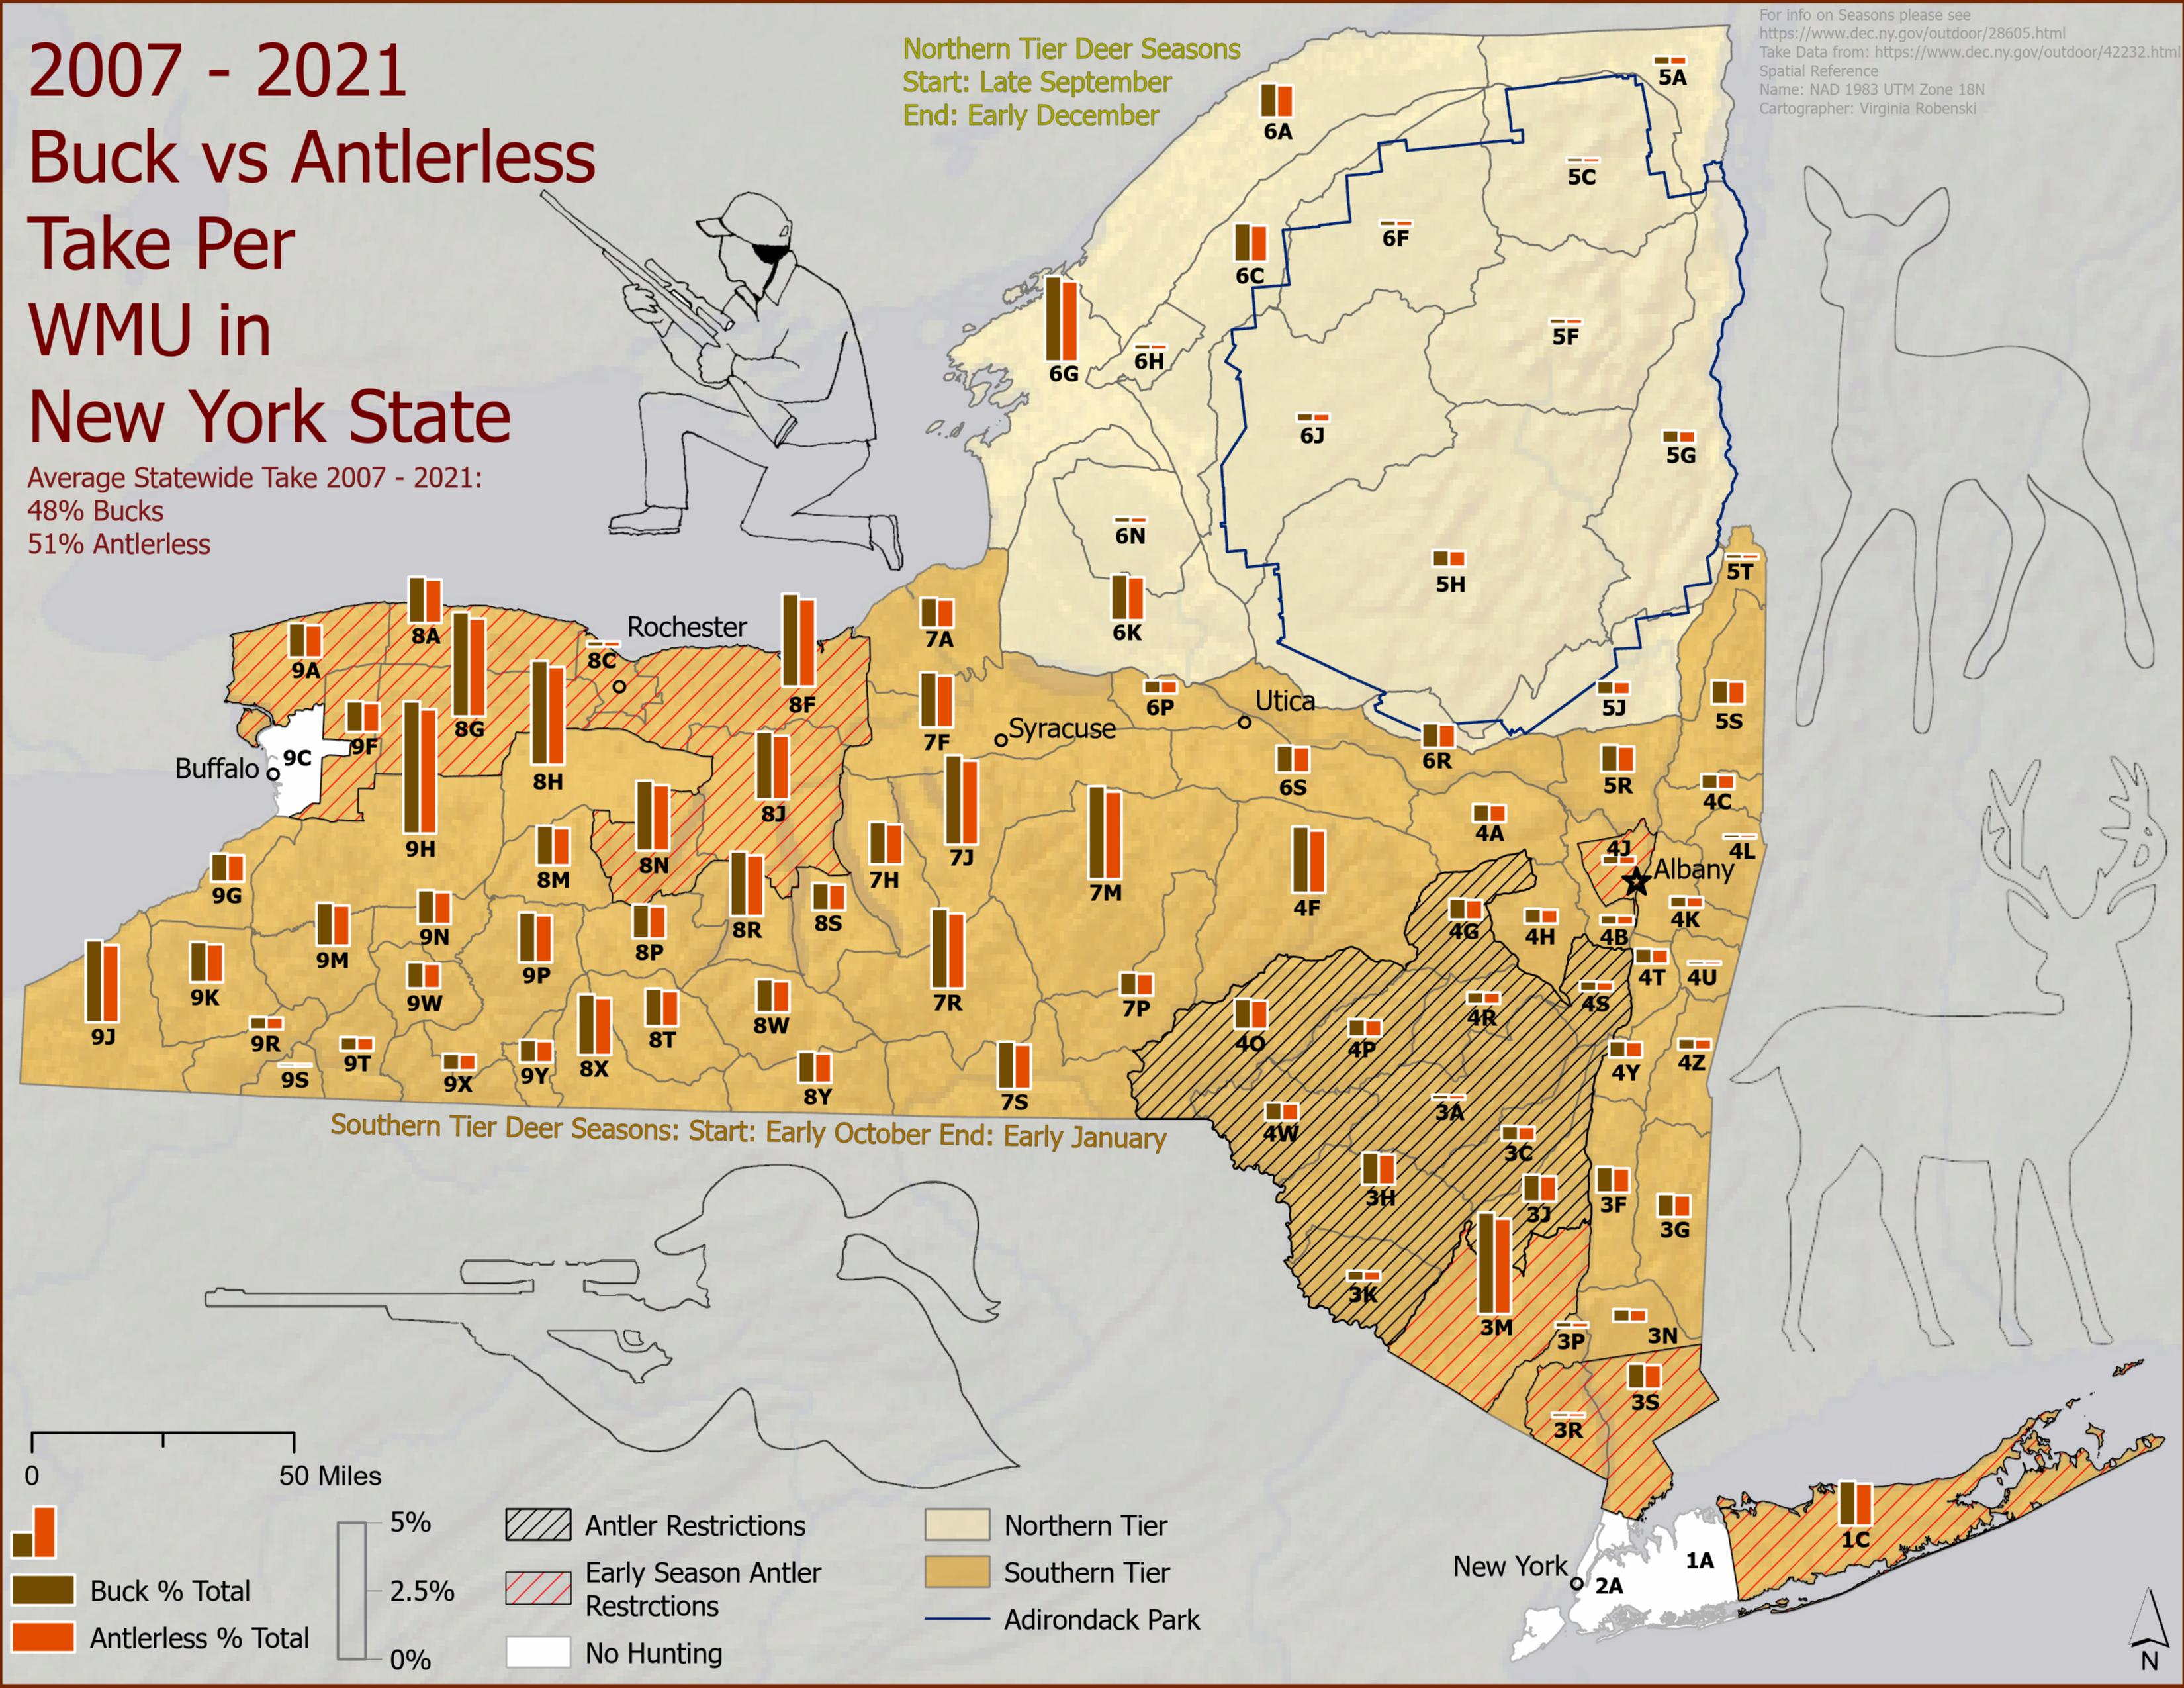 2007 - 2021
Buck vs Antlerless
Take Per
WMU in
New York State
Average Statewide Take 2007 - 2021:
48% Bucks
51% Antlerless
Northern Tier Deer Seasons
Start: Late September
End: Early December
For info on Seasons please see
https://www.dec.ny.gov/outdoor/28605.html
Take Data from: https://www.dec.ny.gov/outdoor/42232.html
Spatial Reference
Name: NAD 1983 UTM Zone 18N
Cartographer: Virginia Robenski
5A
6A
5C
6F
6C
5F
6H
6G
6J
5G
6N
5H
5T
6K
Rochester
8A
7A
8C
9A
Utica
6P
5J
5S
8F
8G
9F
Syracuse
7F
6R
Buffalo
9C
8H
6S
5R
4C
8J
4A
9H
4J
4L
7J
8N
Albany
8M
7H
9G
7M
4F
4K
8S
8R
4G
4H
4B
9N
8P
9M
9P
4T
4U
9K
9W
7R
7P
4S
4R
8W
9J
8T
9R
4O
4P
9T
8X
9Y
4Z
4Y
9S
9X
8Y
7S
3A
Southern Tier Deer Seasons: Start: Early October End: Early January
4W
3C
3H
3J
3F
3G
3K
3M
3P
3N
3S
3R
0
50 Miles
Buck % Total
Antlerless % Total
5%
2.5%
0%
Antler Restrictions
Early Season Antler
Restrctions
No Hunting
Northern Tier
Southern Tier
Adirondack Park
1C
New York
1A
2A
N